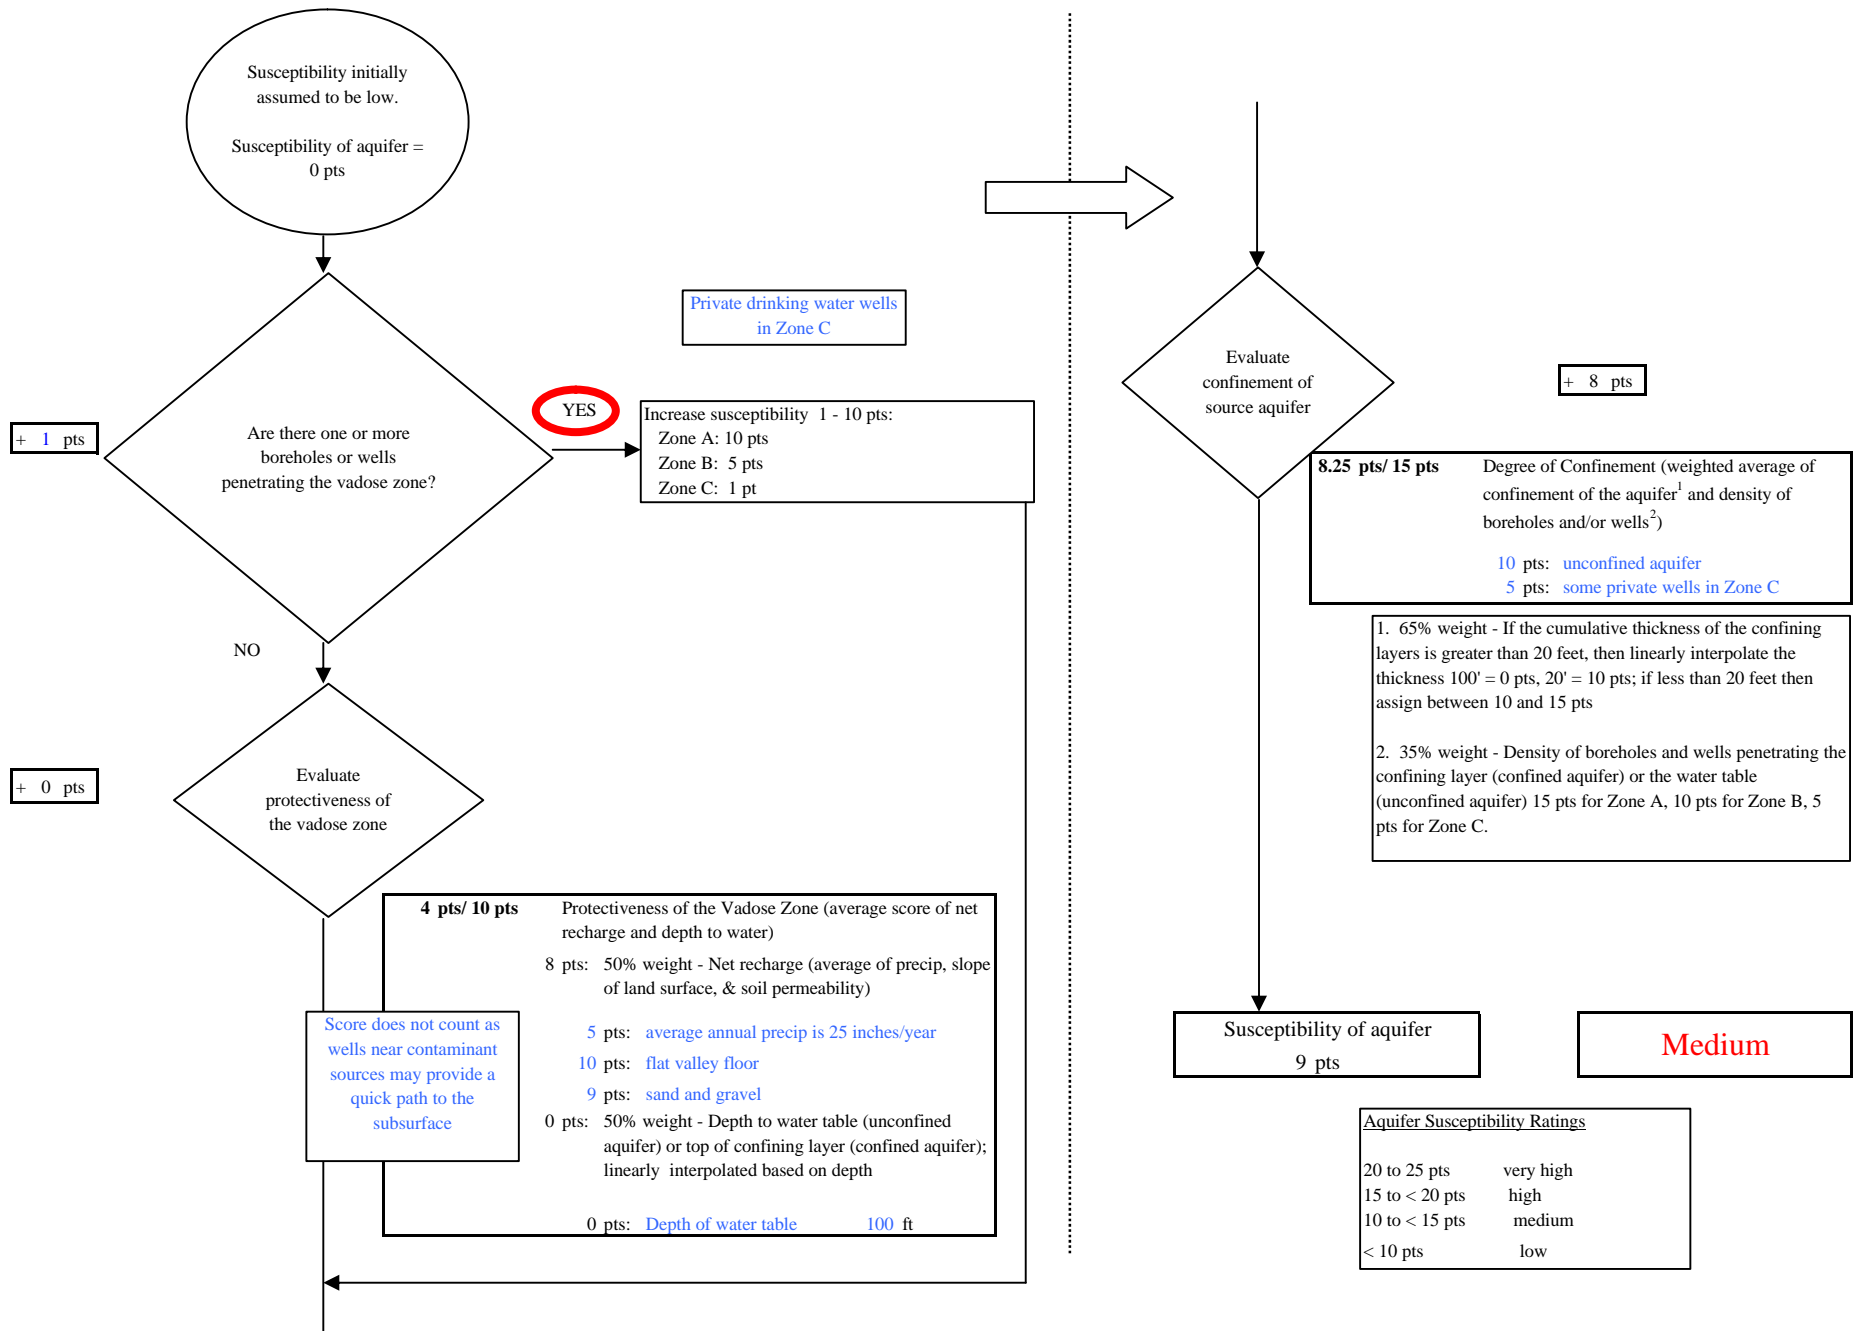 Susceptibility initially
assumed to be low.
Susceptibility of aquifer =
0 pts
Private drinking water wells
in Zone C
YES
+ 1 pts
Are there one or more
boreholes or wells
penetrating the vadose zone?
Increase susceptibility 1 - 10 pts:
Zone A: 10 pts
Zone B: 5 pts
Zone C: 1 pt
NO
+ 0 pts
Evaluate
protectiveness of
the vadose zone
4 pts/ 10 pts Protectiveness of the Vadose Zone (average score of net
recharge and depth to water)
8 pts: 50% weight - Net recharge (average of precip, slope
of land surface, & soil permeability)
5 pts: average annual precip is 25 inches/year
10 pts: flat valley floor
9 pts: sand and gravel
0 pts: 50% weight - Depth to water table (unconfined
aquifer) or top of confining layer (confined aquifer);
linearly interpolated based on depth
0 pts: Depth of water table 100 ft
Score does not count as
wells near contaminant
sources may provide a
quick path to the
subsurface
Evaluate
confinement of
source aquifer
+ 8 pts
8.25 pts/ 15 pts Degree of Confinement (weighted average of
confinement of the aquifer1 and density of
boreholes and/or wells2)
10 pts: unconfined aquifer
5 pts: some private wells in Zone C
1. 65% weight - If the cumulative thickness of the confining
layers is greater than 20 feet, then linearly interpolate the
thickness 100' = 0 pts, 20' = 10 pts; if less than 20 feet then
assign between 10 and 15 pts
2. 35% weight - Density of boreholes and wells penetrating the
confining layer (confined aquifer) or the water table
(unconfined aquifer) 15 pts for Zone A, 10 pts for Zone B, 5
pts for Zone C.
Susceptibility of aquifer
9 pts
Medium
Aquifer Susceptibility Ratings
20 to 25 pts very high
15 to < 20 pts high
10 to < 15 pts medium
< 10 pts low